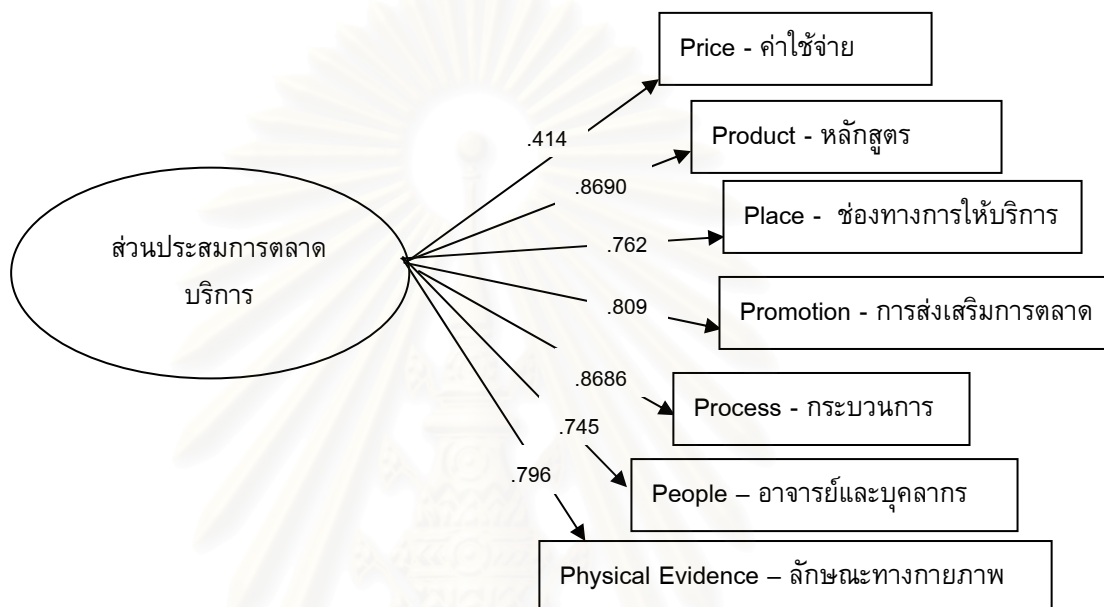 Price - ค่าใช้จ่าย
.414
Product - หลักสูตร
.8690
Place - ช่องทางการให้บริการ
.762
ส่วนประสมการตลาด
บริการ
.809
Promotion - การส่งเสริมการตลาด
.8686
Process - กระบวนการ
.745
People – อาจารย์และบุคลากร
.796
Physical Evidence – ลักษณะทางกายภาพ